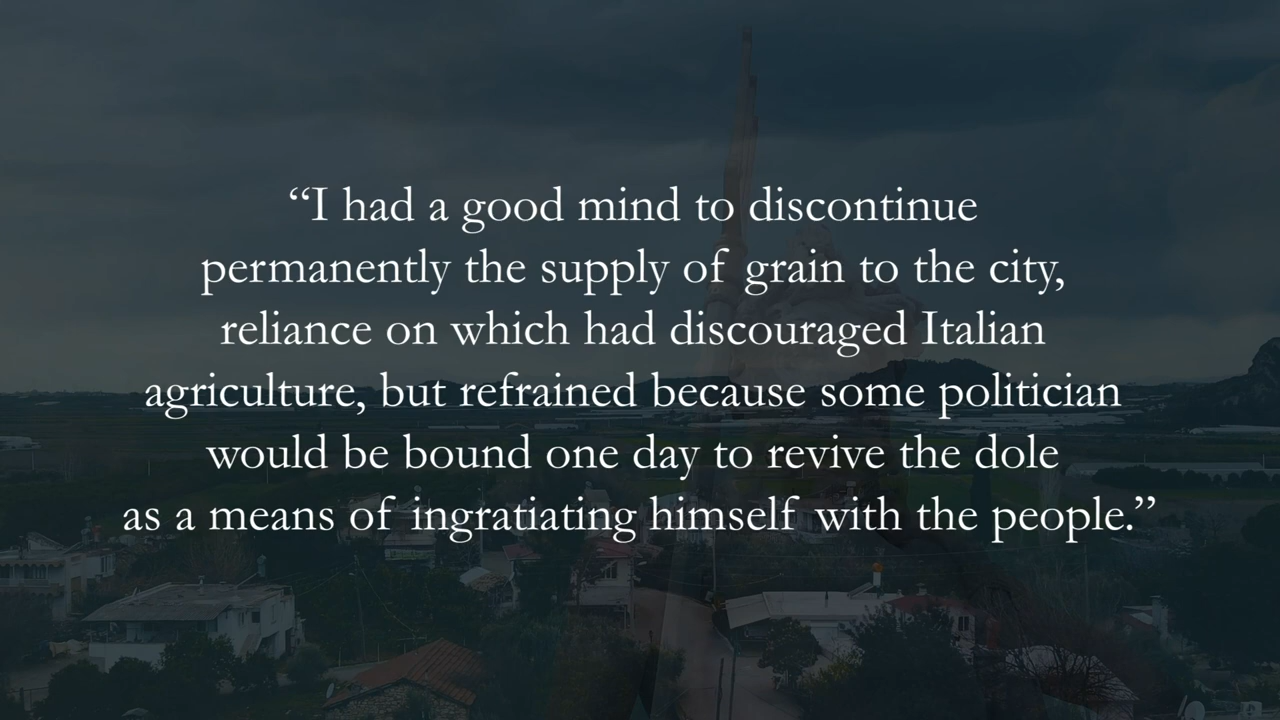 “I had a good mind to discontinue
permanently the supply of grain to the city,
reliance on which had discouraged Italian
agriculture, but refrained because some politician
would be bound one day to revive the dole
as a means of ingratiating himself with the people.”